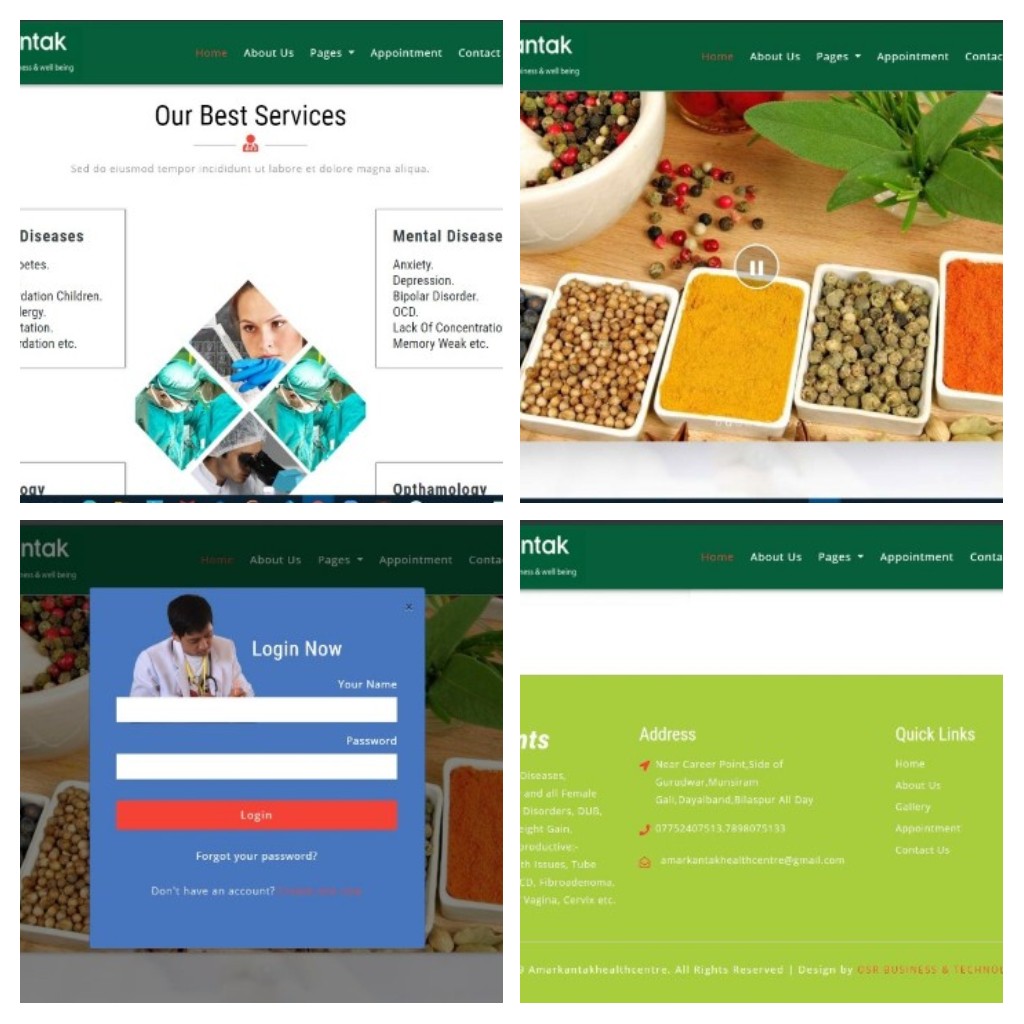 ntak
ness & well being
Home About Us Pages Appointment Contact
Our Best Services
Sed do eiusmod tempor incididunt ut labore et dolore magna aliqua.
Diseases
betes.
rdation Children.
lergy.
tation.
rdation etc.
Mental Disease
Anxiety.
Depression.
Bipolar Disorder.
OCD.
Lack Of Concentratio
Memory Weak etc.
ogy
Opthamology
antak
siness & well being
Home About Us Pages Appointment Contac
ntak
ness & well being
Home About Us Pages Appointment Conta
Login Now
Your Name
Password
Login
Forgot your password?
Don't have an account?
ntak
ness & well being
Home About Us Pages Appointment Conta
nts
Diseases,
and all Female
Disorders, DUB,
eight Gain,
productive:-
th Issues, Tube
CD, Fibroadenoma,
Vagina, Cervix etc.
Address
Near Career Point,Side of
Gurudwar,Munsiram
Gali,Dayalband,Bilaspur All Day
07752407513,7898075133
amarkantakhealthcentre@gmail.com
Quick Links
Home
About Us
Gallery
Appointment
Contact Us
9 Amarkantakhealthcentre. All Rights Reserved | Design by OSR BUSINESS & TECHNOL